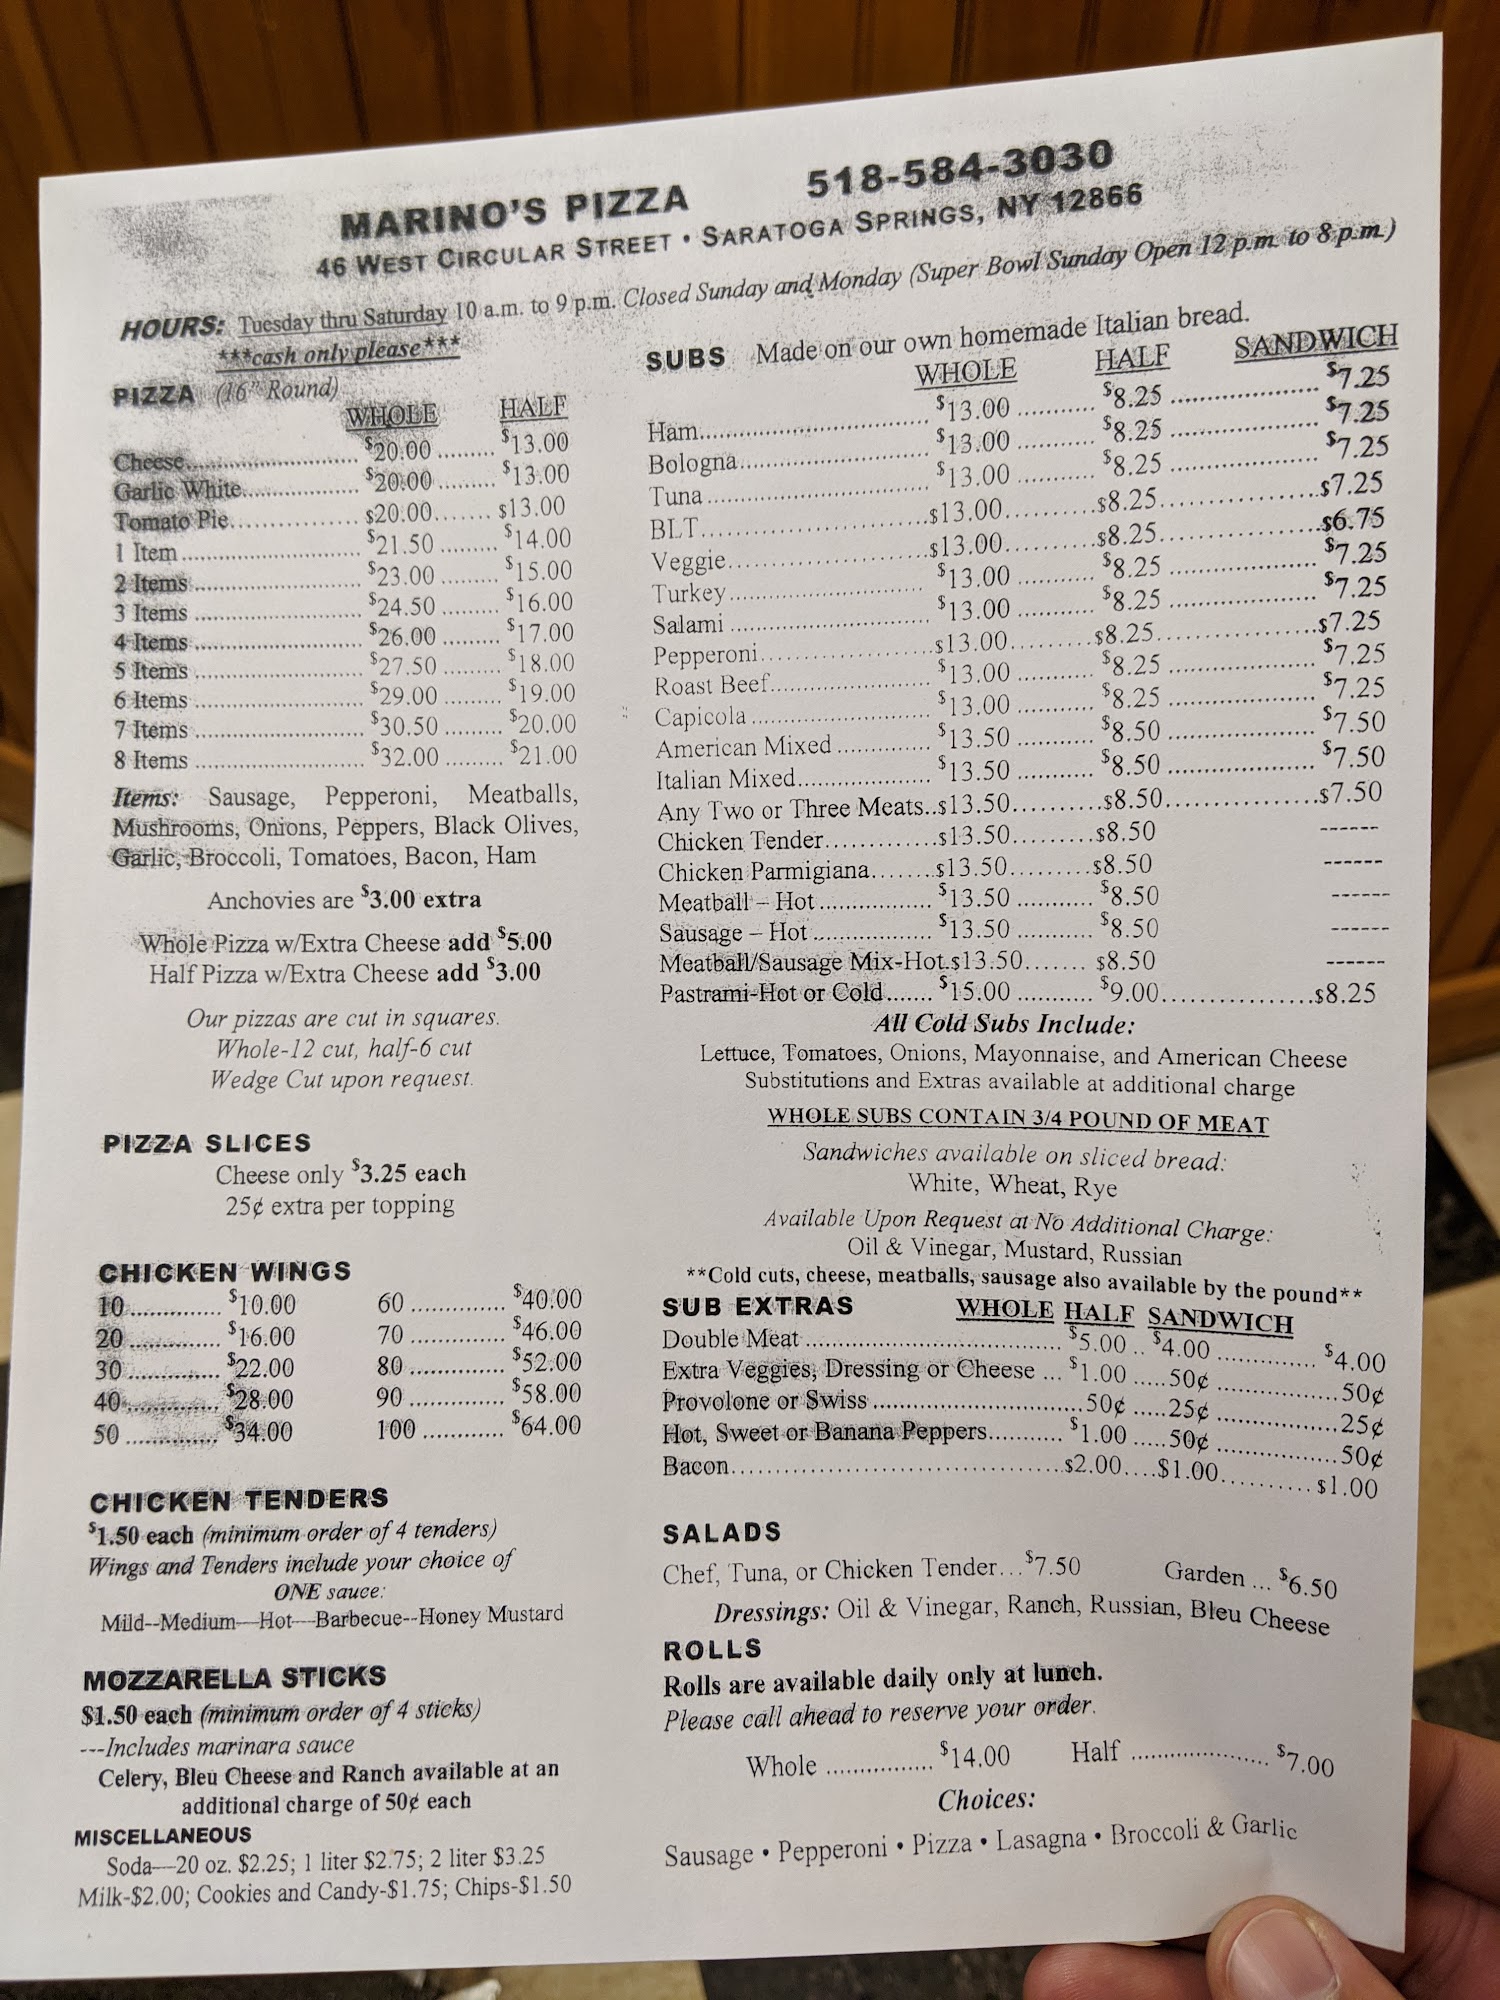 MARINO'S PIZZA 518-584-3030
46 WEST CIRCULAR STREET • SARATOGA SPRINGS, NY 12866
HOURS: Tuesday thru Saturday 10 a.m. to 9 p.m. Closed Sunday and Monday (Super Bowl Sunday Open 12 p.m. to 8 p.m.)
***cash only please***
PIZZA (16" Round)
WHOLE HALF
Cheese $20.00 $13.00
Garlic White $20.00 $13.00
Tomato Pie $20.00 $13.00
1 Item $21.50 $14.00
2 Items $23.00 $15.00
3 Items $24.50 $16.00
4 Items $26.00 $17.00
5 Items $27.50 $18.00
6 Items $29.00 $19.00
7 Items $30.50 $20.00
8 Items $32.00 $21.00
Items: Sausage, Pepperoni, Meatballs,
Mushrooms, Onions, Peppers, Black Olives,
Garlic, Broccoli, Tomatoes, Bacon, Ham
Anchovies are $3.00 extra
Whole Pizza w/Extra Cheese add $5.00
Half Pizza w/Extra Cheese add $3.00
Our pizzas are cut in squares.
Whole-12 cut, half-6 cut
Wedge Cut upon request.
PIZZA SLICES
Cheese only $3.25 each
25¢ extra per topping
CHICKEN WINGS
10 $10.00 60 $40.00
20 $16.00 70 $46.00
30 $22.00 80 $52.00
40 $28.00 90 $58.00
50 $34.00 100 $64.00
CHICKEN TENDERS
$1.50 each (minimum order of 4 tenders)
Wings and Tenders include your choice of
ONE sauce:
Mild--Medium--Hot--Barbecue--Honey Mustard
MOZZARELLA STICKS
$1.50 each (minimum order of 4 sticks)
---Includes marinara sauce
Celery, Bleu Cheese and Ranch available at an
additional charge of 50¢ each
MISCELLANEOUS
Soda—20 oz. $2.25; 1 liter $2.75; 2 liter $3.25
Milk-$2.00; Cookies and Candy-$1.75; Chips-$1.50
SUBS Made on our own homemade Italian bread.
WHOLE HALF SANDWICH
Ham $13.00 $8.25 $7.25
Bologna $13.00 $8.25 $7.25
Tuna $13.00 $8.25 $7.25
BLT $13.00 $8.25 $7.25
Veggie $13.00 $8.25 $6.75
Turkey $13.00 $8.25 $7.25
Salami $13.00 $8.25 $7.25
Pepperoni $13.00 $8.25 $7.25
Roast Beef $13.00 $8.25 $7.25
Capicola $13.00 $8.25 $7.25
American Mixed $13.50 $8.50 $7.50
Italian Mixed $13.50 $8.50 $7.50
Any Two or Three Meats $13.50 $8.50 $7.50
Chicken Tender $13.50 $8.50 ------
Chicken Parmigiana $13.50 $8.50 ------
Meatball – Hot $13.50 $8.50 ------
Sausage – Hot $13.50 $8.50 ------
Meatball/Sausage Mix-Hot $13.50 $8.50 ------
Pastrami-Hot or Cold $15.00 $9.00 $8.25
All Cold Subs Include:
Lettuce, Tomatoes, Onions, Mayonnaise, and American Cheese
Substitutions and Extras available at additional charge
WHOLE SUBS CONTAIN 3/4 POUND OF MEAT
Sandwiches available on sliced bread:
White, Wheat, Rye
Available Upon Request at No Additional Charge:
Oil & Vinegar, Mustard, Russian
**Cold cuts, cheese, meatballs, sausage also available by the pound**
SUB EXTRAS WHOLE HALF SANDWICH
Double Meat $5.00 $4.00 $4.00
Extra Veggies, Dressing or Cheese $1.00 50¢ 50¢
Provolone or Swiss 50¢ 25¢ 25¢
Hot, Sweet or Banana Peppers $1.00 50¢ 50¢
Bacon $2.00 $1.00 $1.00
SALADS
Chef, Tuna, or Chicken Tender $7.50 Garden $6.50
Dressings: Oil & Vinegar, Ranch, Russian, Bleu Cheese
ROLLS
Rolls are available daily only at lunch.
Please call ahead to reserve your order.
Whole $14.00 Half $7.00
Choices:
Sausage • Pepperoni • Pizza • Lasagna • Broccoli & Garlic